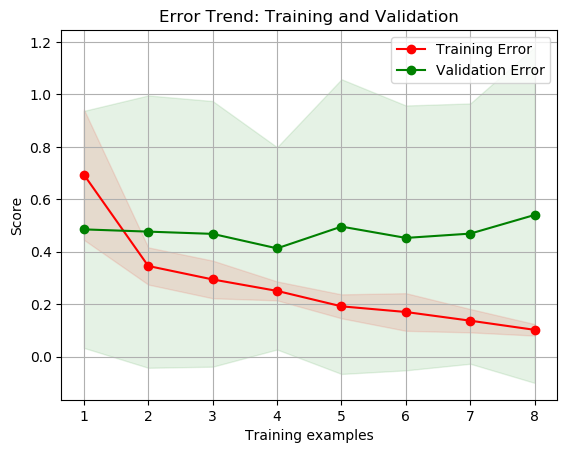 Error Trend: Training and Validation
Training Error
Validation Error
1.2
1.0
0.8
0.6
0.4
0.2
0.0
Score
1 2 3 4 5 6 7 8
Training examples